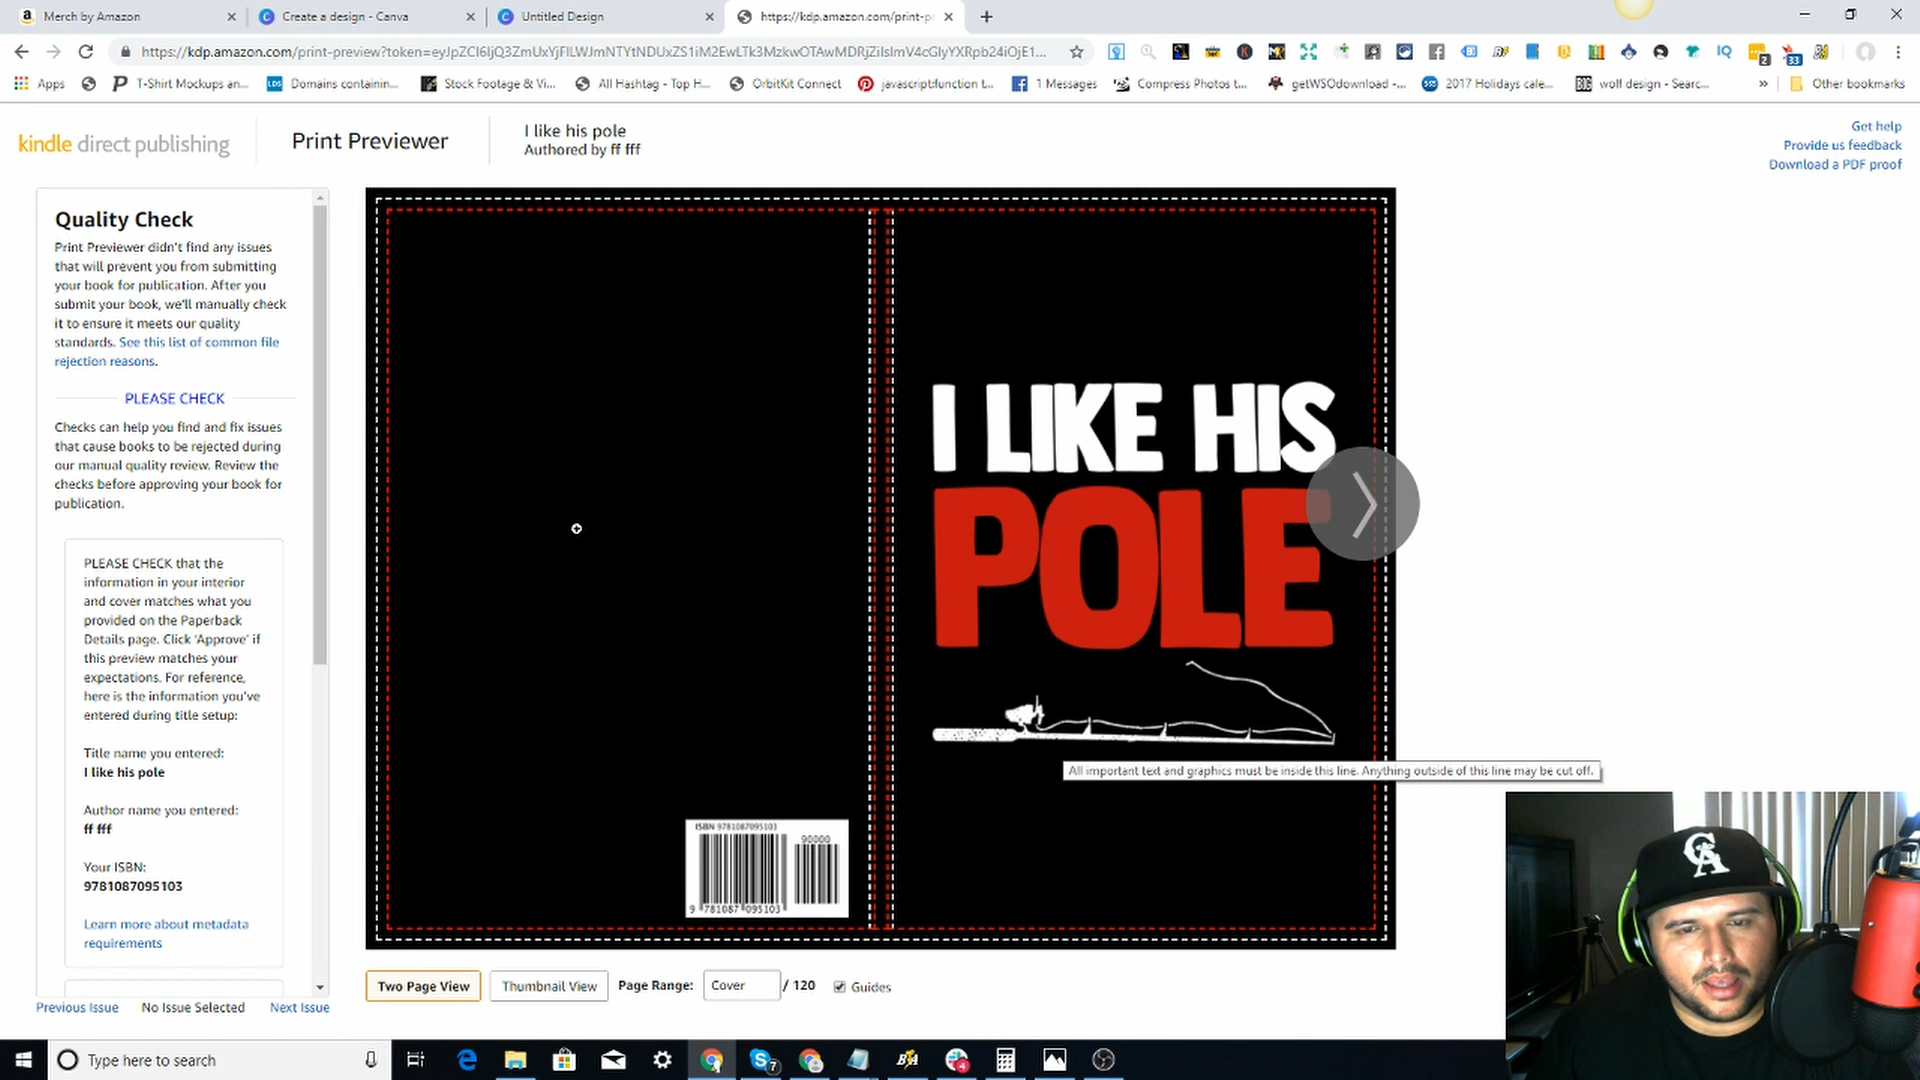 Merch by Amazon
Create a design - Canva
Untitled Design
https://kdp.amazon.com/print-p
Apps
T-Shirt Mockups an...
Domains containin...
Stock Footage & Vi...
All Hashtag - Top H...
OrbitKit Connect
javascript:function t...
1 Messages
Compress Photos t...
getWSOdownload -...
2017 Holidays cale...
wolf design - Searc...
Other bookmarks
kindle direct publishing
Print Previewer
I like his pole
Authored by ff fff
Get help
Provide us feedback
Download a PDF proof
Quality Check
Print Previewer didn't find any issues
that will prevent you from submitting
your book for publication. After you
submit your book, we'll manually check
it to ensure it meets our quality
standards. See this list of common file
rejection reasons.
PLEASE CHECK
Checks can help you find and fix issues
that cause books to be rejected during
our manual quality review. Review the
checks before approving your book for
publication.
PLEASE CHECK that the
information in your interior
and cover matches what you
provided on the Paperback
Details page. Click 'Approve' if
this preview matches your
expectations. For reference,
here is the information you've
entered during title setup:
Title name you entered:
I like his pole
Author name you entered:
ff fff
Your ISBN:
9781087095103
Learn more about metadata
requirements
Previous Issue
No Issue Selected
Next Issue
I LIKE HIS
POLE
All important text and graphics must be inside this line. Anything outside of this line may be cut off.
ISBN 9781087095103
90000
9 781087 095103
Two Page View
Thumbnail View
Page Range:
Cover
/ 120
Guides
CA
Type here to search